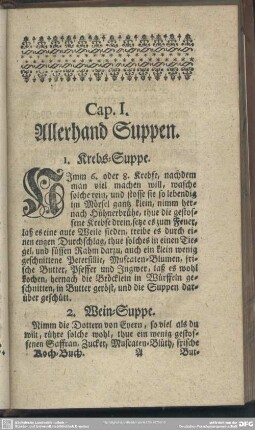 Cap. I.
Allerhand Suppen.
1. Krebs-Suppe.
Nimm 6. oder 8. Krebse, nachdem
man viel machen will, wasche
solche rein, und stosse sie so lebendig
im Mörsel gantz klein, nimm her-
nach Hühnerbrühe, thue die gestos-
sene Krebse drein, setze es zum Feuer,
laß es eine gute Weile sieden, treibe es durch ei-
nen engen Durchschlag, thue solches in einen Tie-
gel, und süssen Rahm darzu, auch ein klein wenig
geschnittene Petersilie, Muscaten-Blumen, fri-
sche Butter, Pfeffer und Ingwer, laß es wohl
kochen, hernach die Bröcklein in Würffeln ge-
schnitten, in Butter geröst, und die Suppen dar-
über geschütt.
2. Wein-Suppe.
Nimm die Dottern von Eyern, so viel als du
wilt, rühre solche wohl, thue ein wenig gestos-
senen Saffran, Zucker, Muscaten-Blüth, frische
Koch-Buch. A But-